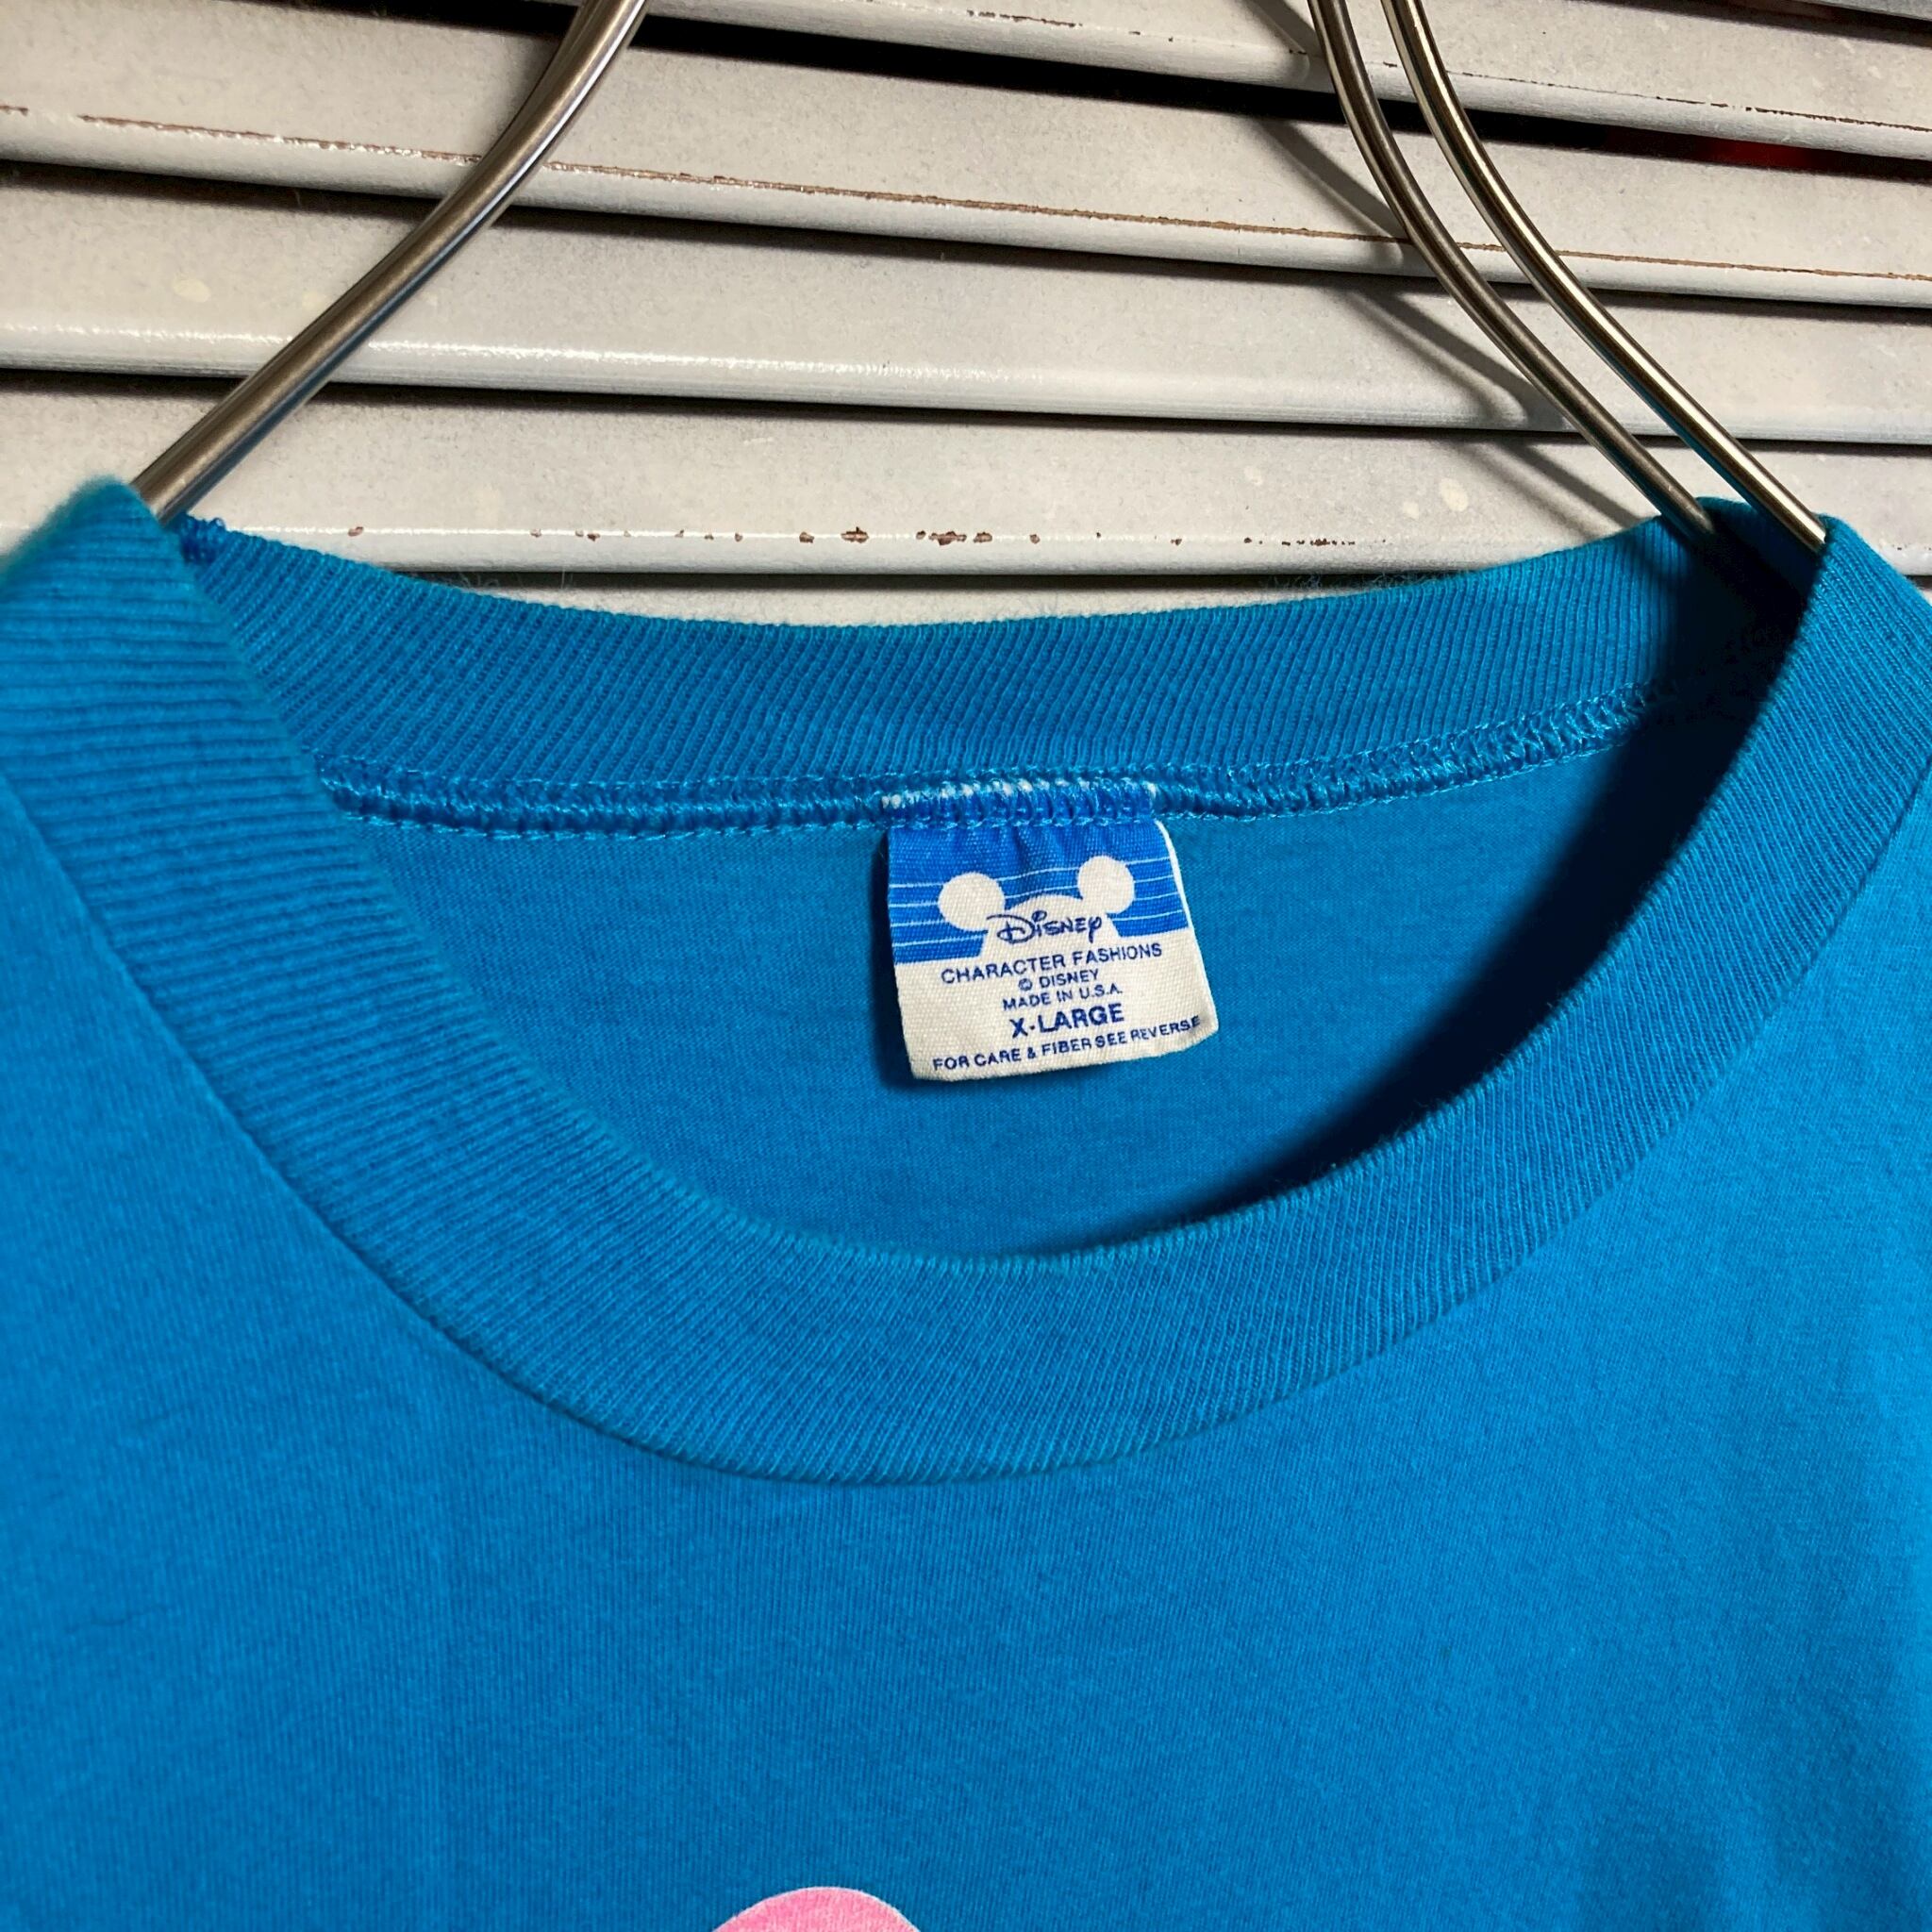 Disney
CHARACTER FASHIONS
© DISNEY
MADE IN U.S.A.
X-LARGE
FOR CARE & FIBER SEE REVERSE